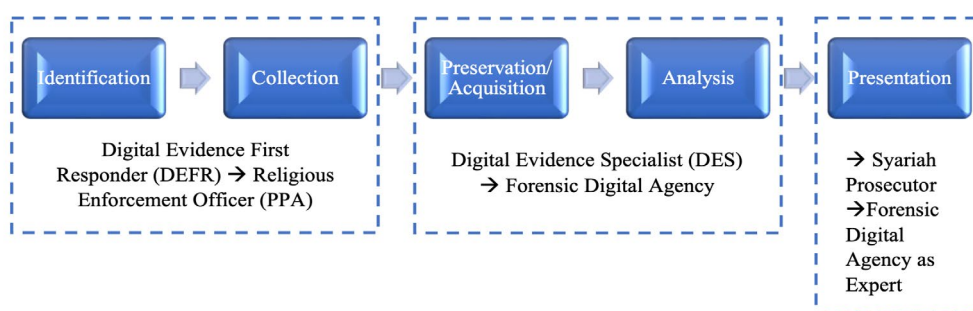 Identification
Collection
Preservation/
Acquisition
Analysis
Presentation
Digital Evidence First
Responder (DEFR) → Religious
Enforcement Officer (PPA)
Digital Evidence Specialist (DES)
→ Forensic Digital Agency
→ Syariah
Prosecutor
→Forensic
Digital
Agency as
Expert